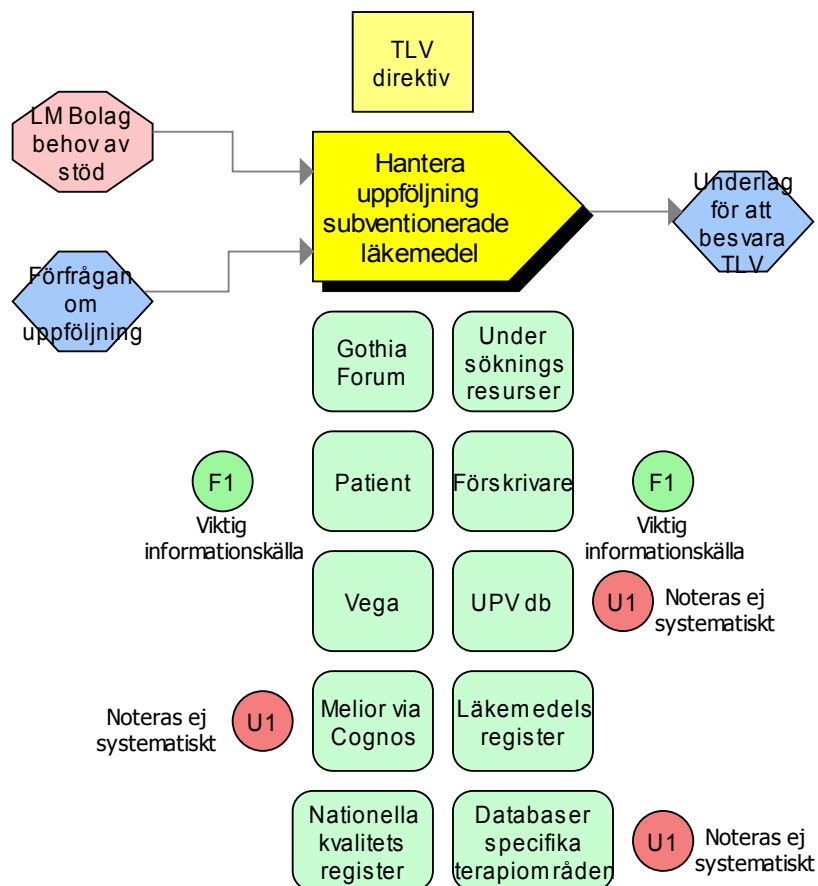 TLV
direktiv
LM Bolag
behov av
stöd
Hantera
uppföljning
subventionerade
läkemedel
Underlag
för att
besvara
TLV
Förfrågan
om
uppföljning
Gothia
Forum
Under
söknings
resurser
F1
Viktig
informationskälla
Patient
Förskrivare
F1
Viktig
informationskälla
Vega
UPV db
U1
Noteras ej
systematiskt
Noteras ej
systematiskt
U1
Melior via
Cognos
Läkemedels
register
Nationella
kvalitets
register
Databaser
specifika
terapiområden
U1
Noteras ej
systematiskt